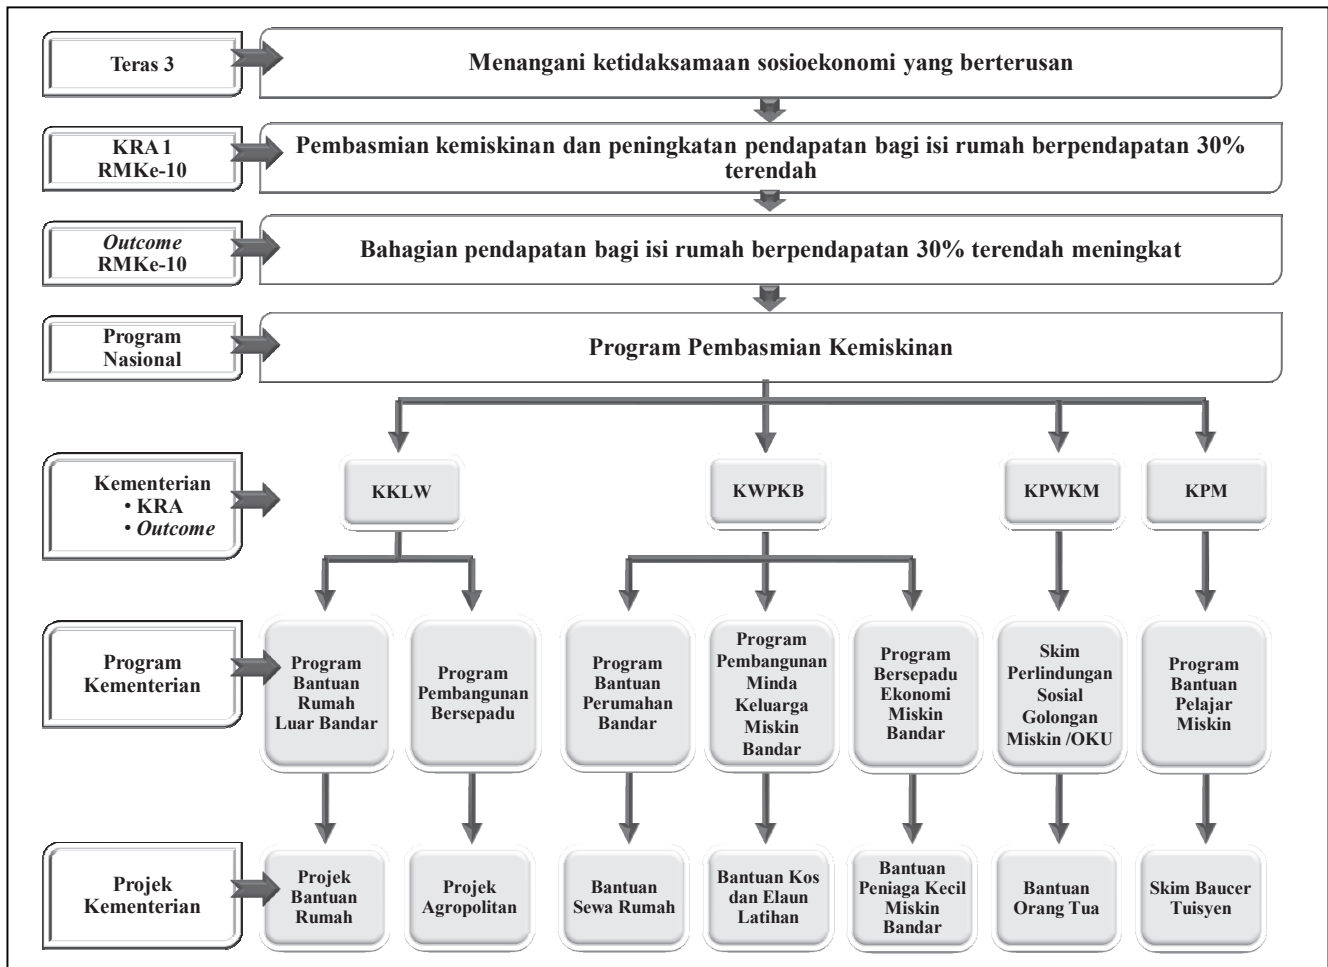 Teras 3
Menangani ketidaksamaan sosioekonomi yang berterusan
KRA 1
RMKe-10
Pembasmian kemiskinan dan peningkatan pendapatan bagi isi rumah berpendapatan 30%
terendah
Outcome
RMKe-10
Bahagian pendapatan bagi isi rumah berpendapatan 30% terendah meningkat
Program
Nasional
Program Pembasmian Kemiskinan
Kementerian
• KRA
• Outcome
KKLW
KWPKB
KPWKM
KPM
Program
Kementerian
Program
Bantuan
Rumah
Luar Bandar
Program
Pembangunan
Bersepadu
Program
Bantuan
Perumahan
Bandar
Program
Pembangunan
Minda
Keluarga
Miskin
Bandar
Program
Bersepadu
Ekonomi
Miskin
Bandar
Skim
Perlindungan
Sosial
Golongan
Miskin /OKU
Program
Bantuan
Pelajar
Miskin
Projek
Kementerian
Projek
Bantuan
Rumah
Projek
Agropolitan
Bantuan
Sewa Rumah
Bantuan Kos
dan Elaun
Latihan
Bantuan
Peniaga Kecil
Miskin
Bandar
Bantuan
Orang Tua
Skim Baucer
Tuisyen